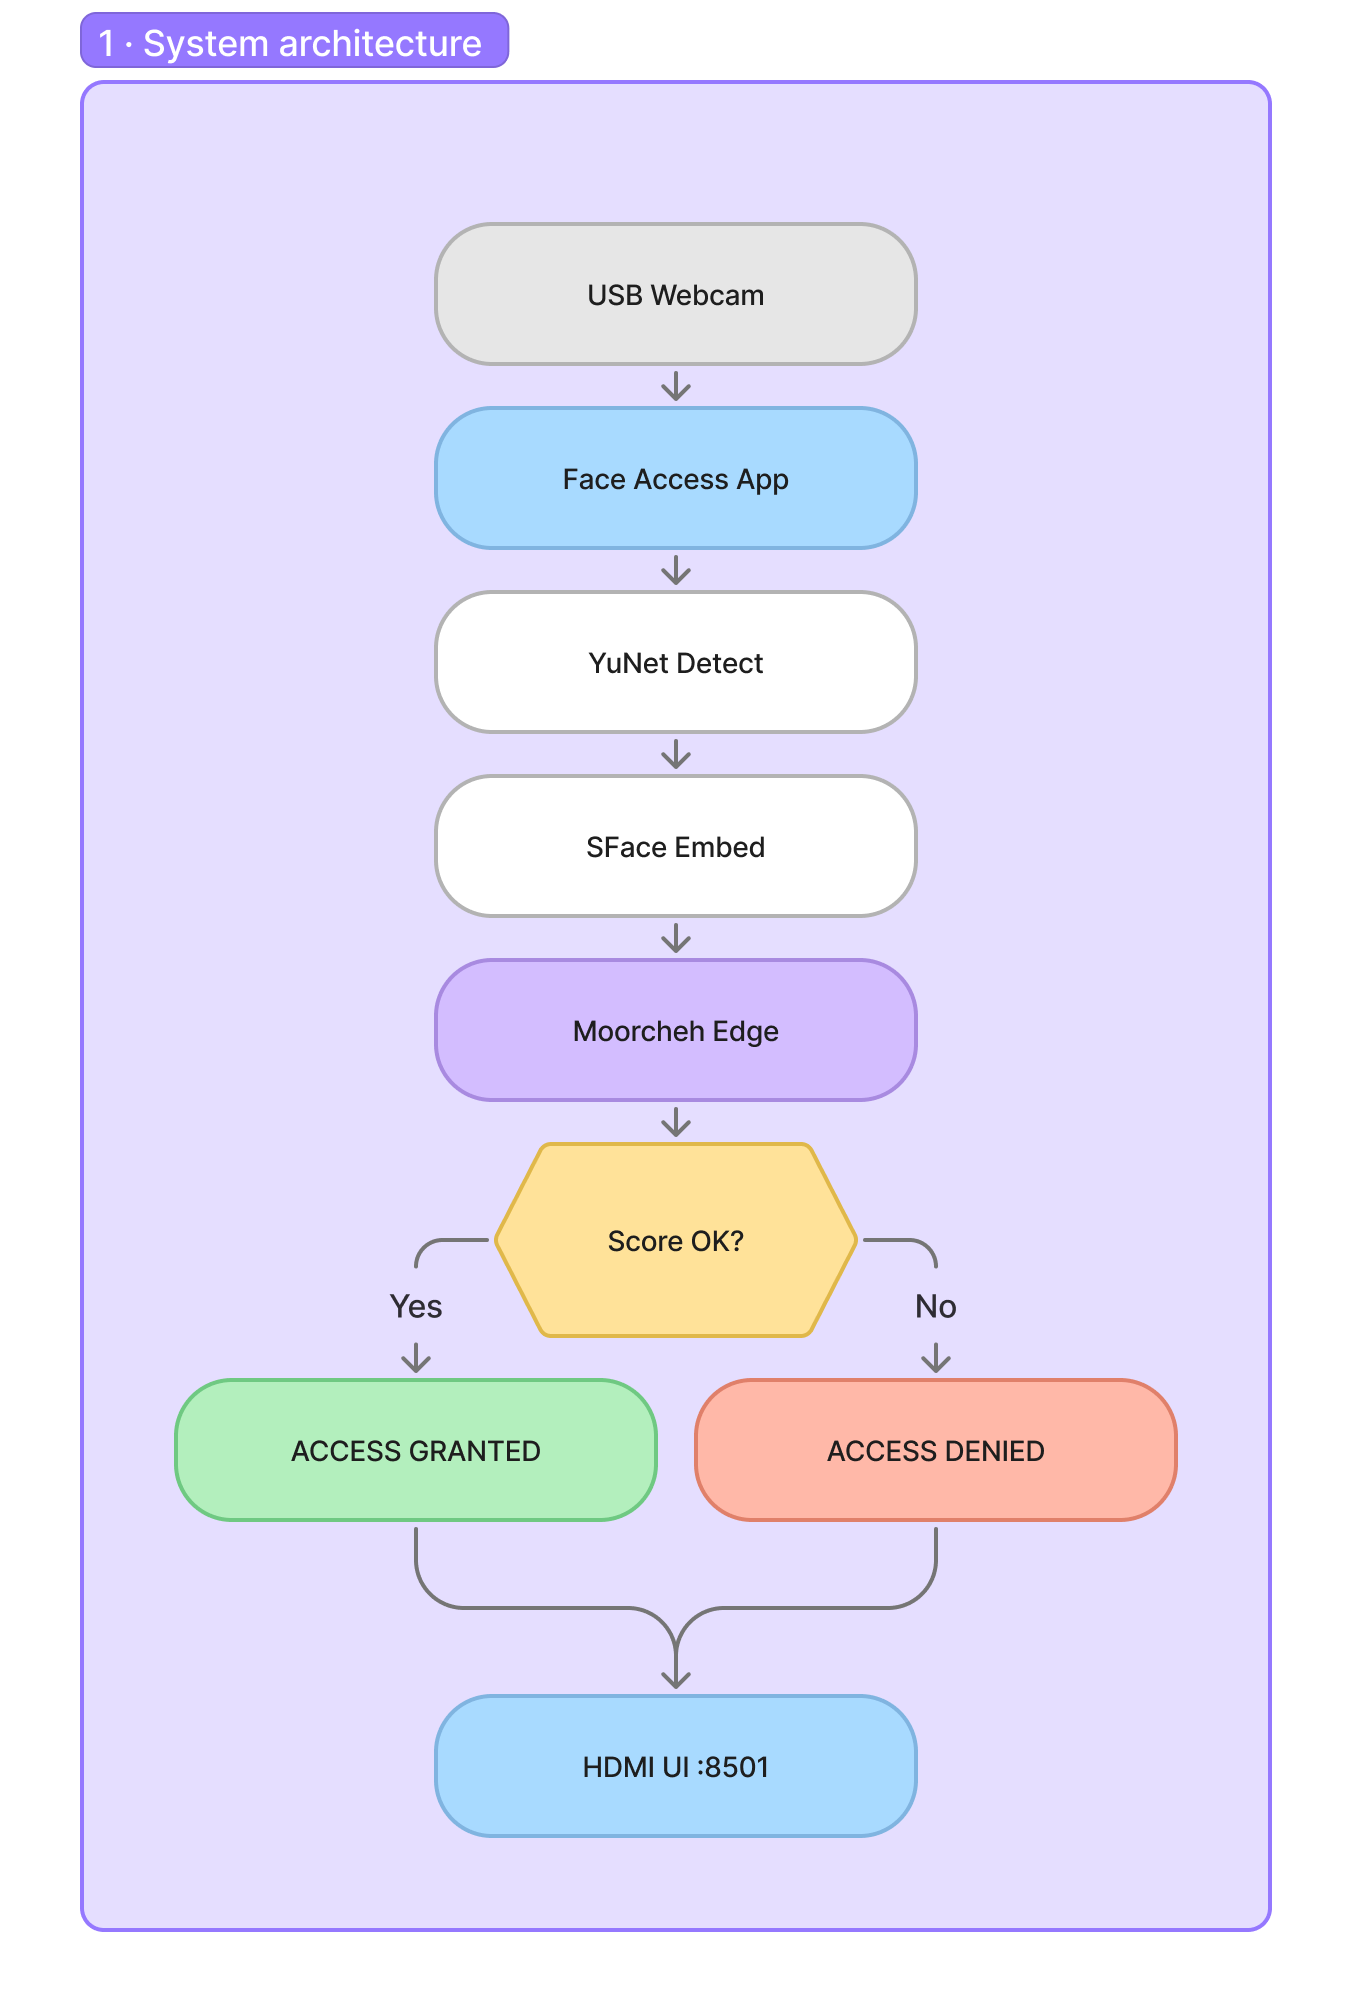 1 · System architecture
USB Webcam
Face Access App
YuNet Detect
SFace Embed
Moorcheh Edge
Score OK?
Yes
No
ACCESS GRANTED
ACCESS DENIED
HDMI UI :8501